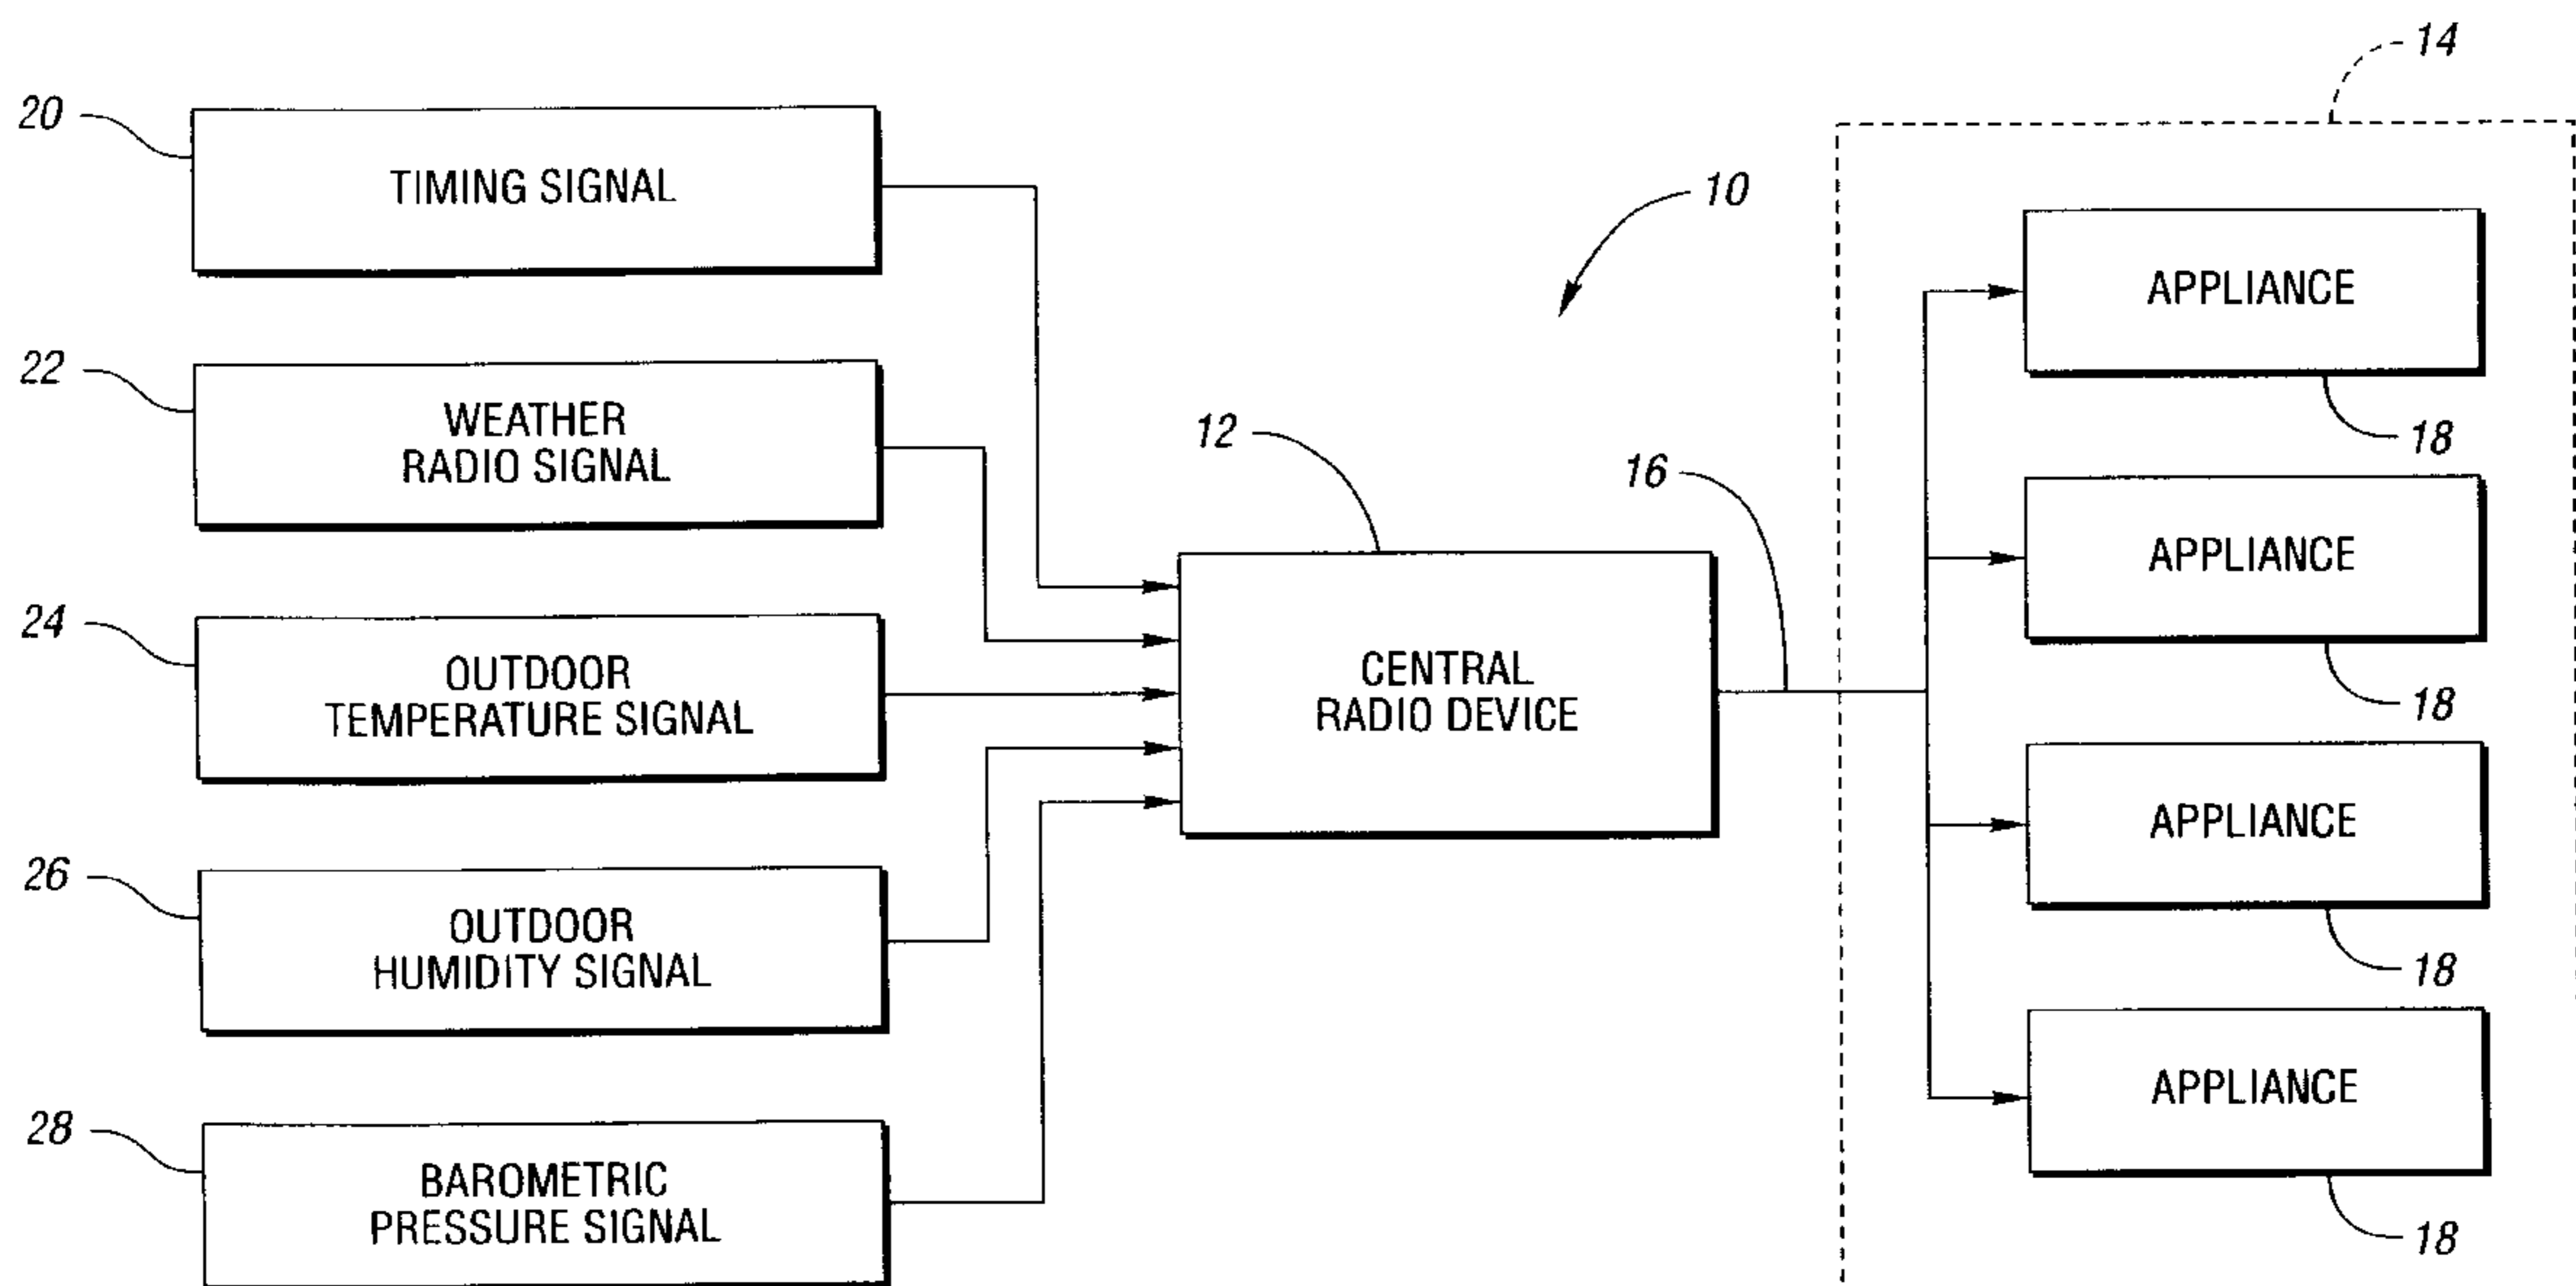 14
20
TIMING SIGNAL
10
APPLIANCE
18
22
WEATHER
RADIO SIGNAL
12
16
APPLIANCE
18
24
OUTDOOR
TEMPERATURE SIGNAL
CENTRAL
RADIO DEVICE
APPLIANCE
18
26
OUTDOOR
HUMIDITY SIGNAL
APPLIANCE
18
28
BAROMETRIC
PRESSURE SIGNAL